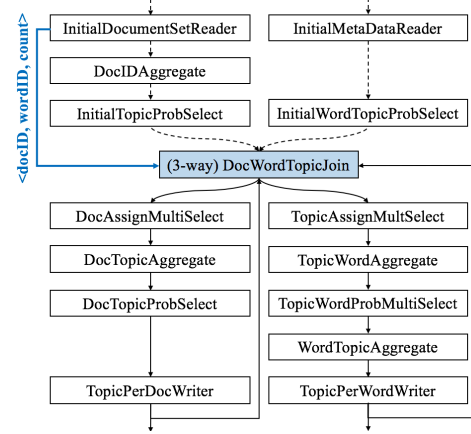 <docID, wordID, count>
InitialDocumentSetReader
InitialMetaDataReader
DocIDAggregate
InitialTopicProbSelect
InitialWordTopicProbSelect
(3-way) DocWordTopicJoin
DocAssignMultiSelect
TopicAssignMultSelect
DocTopicAggregate
TopicWordAggregate
DocTopicProbSelect
TopicWordProbMultiSelect
WordTopicAggregate
TopicPerDocWriter
TopicPerWordWriter